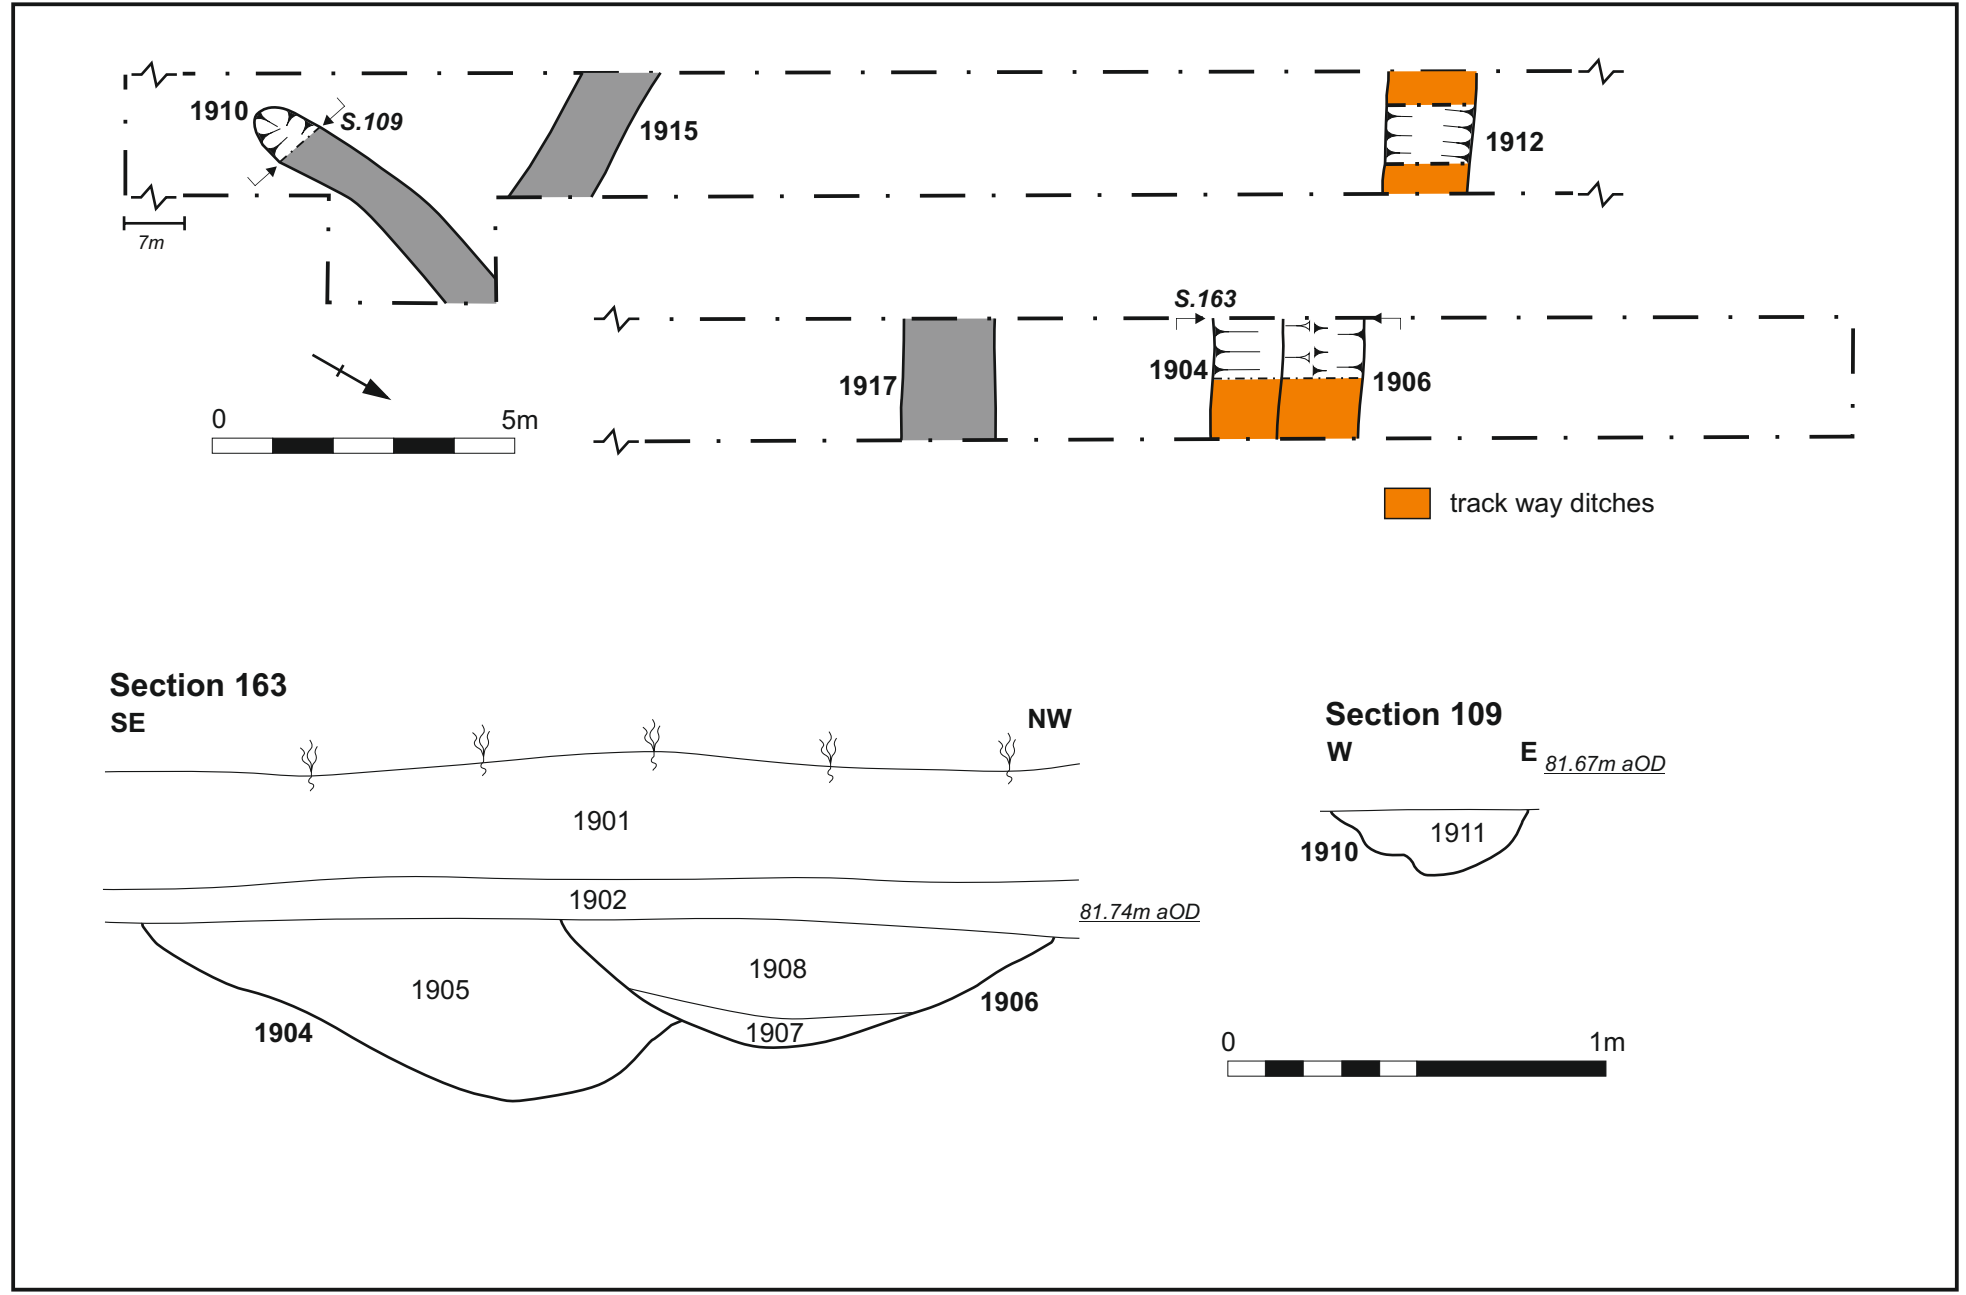 1910
S.109
1915
1912
7m
S.163
1904
1906
1917
0 5m
track way ditches
Section 163
SE
NW
1901
1902
81.74m aOD
1905
1908
1904
1906
1907
Section 109
W
E
81.67m aOD
1911
1910
0 1m